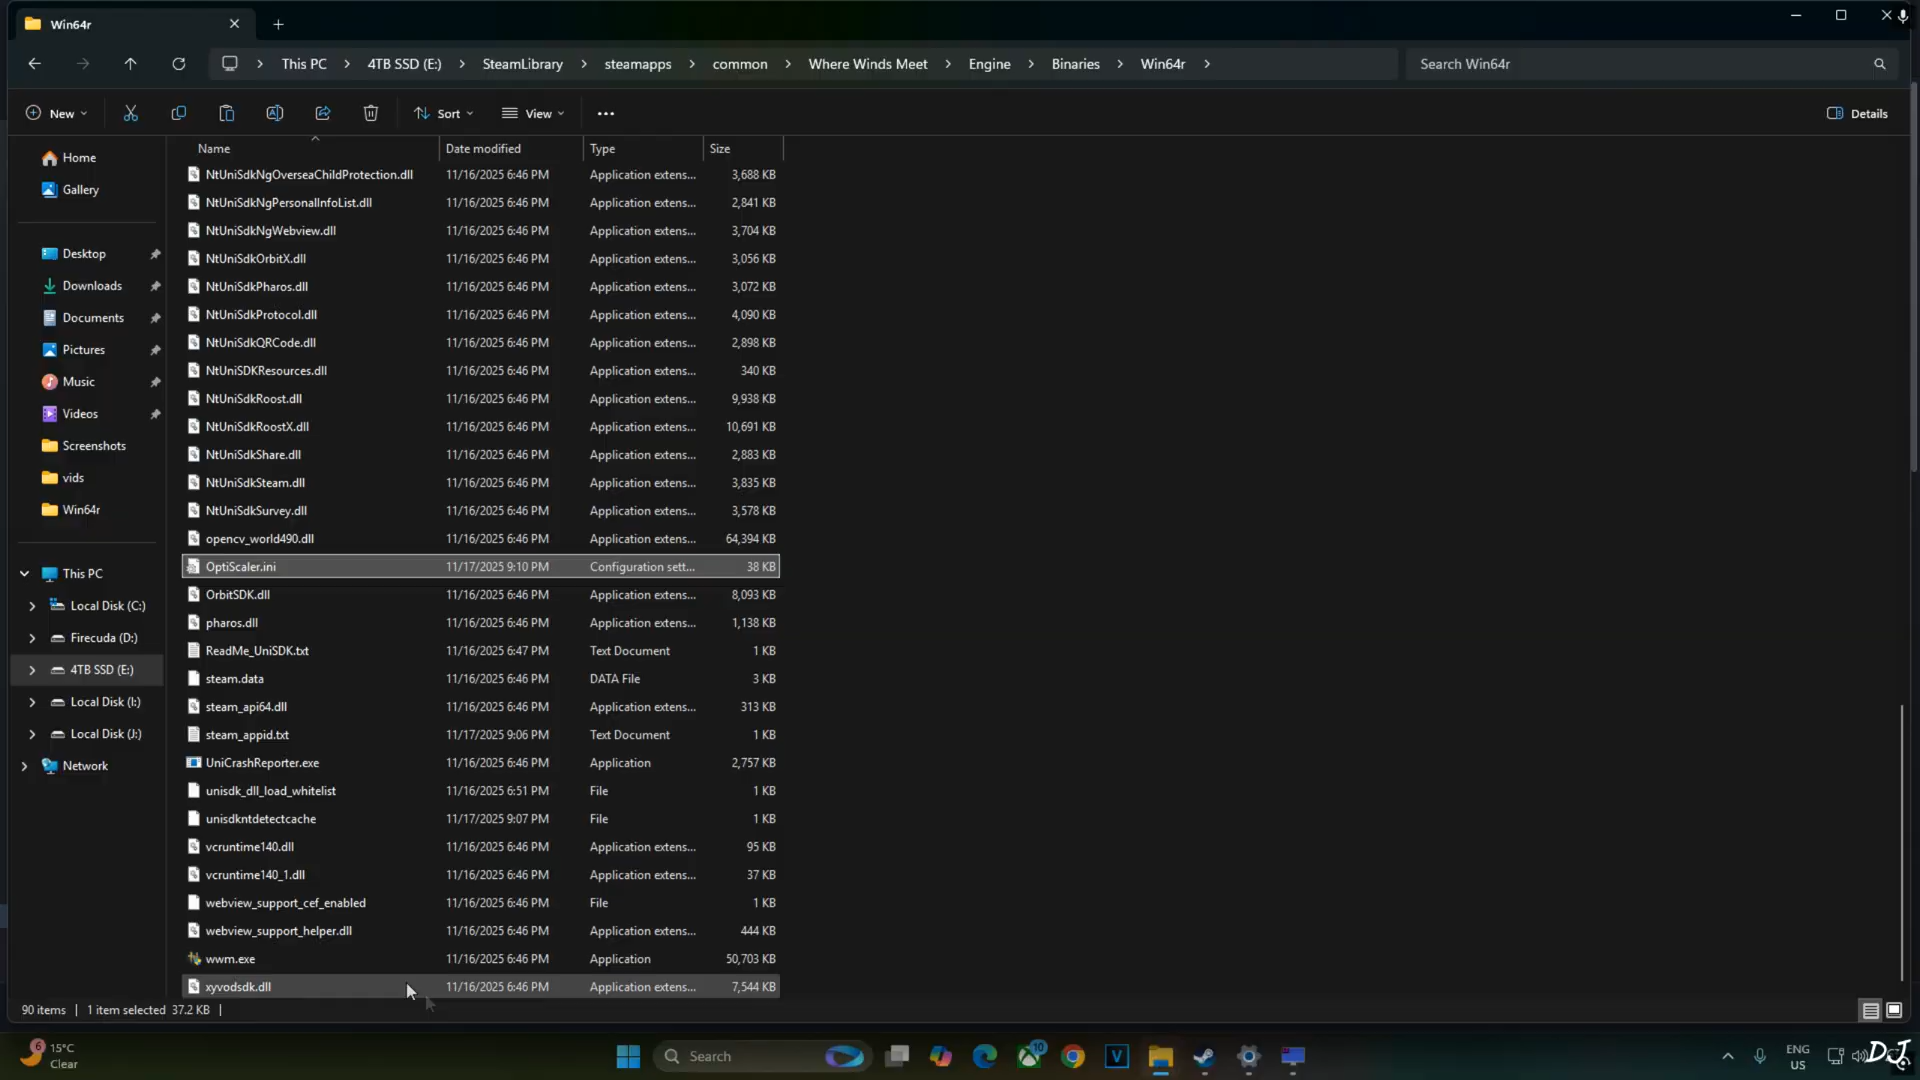 Win64r
This PC > 4TB SSD (E:) > SteamLibrary > steamapps > common > Where Winds Meet > Engine > Binaries > Win64r >
Search Win64r
New
Sort
View
Details
Name Date modified Type Size
NtUniSdkNgOverseaChildProtection.dll 11/16/2025 6:46 PM Application extens... 3,688 KB
NtUniSdkNgPersonalInfoList.dll 11/16/2025 6:46 PM Application extens... 2,841 KB
NtUniSdkNgWebview.dll 11/16/2025 6:46 PM Application extens... 3,704 KB
NtUniSdkOrbitX.dll 11/16/2025 6:46 PM Application extens... 3,056 KB
NtUniSdkPharos.dll 11/16/2025 6:46 PM Application extens... 3,072 KB
NtUniSdkProtocol.dll 11/16/2025 6:46 PM Application extens... 4,090 KB
NtUniSdkQRCode.dll 11/16/2025 6:46 PM Application extens... 2,898 KB
NtUniSDKResources.dll 11/16/2025 6:46 PM Application extens... 340 KB
NtUniSdkRoost.dll 11/16/2025 6:46 PM Application extens... 9,938 KB
NtUniSdkRoostX.dll 11/16/2025 6:46 PM Application extens... 10,691 KB
NtUniSdkShare.dll 11/16/2025 6:46 PM Application extens... 2,883 KB
NtUniSdkSteam.dll 11/16/2025 6:46 PM Application extens... 3,835 KB
NtUniSdkSurvey.dll 11/16/2025 6:46 PM Application extens... 3,578 KB
opencv_world490.dll 11/16/2025 6:46 PM Application extens... 64,394 KB
OptiScaler.ini 11/17/2025 9:10 PM Configuration sett... 38 KB
OrbitSDK.dll 11/16/2025 6:46 PM Application extens... 8,093 KB
pharos.dll 11/16/2025 6:46 PM Application extens... 1,138 KB
ReadMe_UniSDK.txt 11/16/2025 6:47 PM Text Document 1 KB
steam.data 11/16/2025 6:46 PM DATA File 3 KB
steam_api64.dll 11/16/2025 6:46 PM Application extens... 313 KB
steam_appid.txt 11/17/2025 9:06 PM Text Document 1 KB
UniCrashReporter.exe 11/16/2025 6:46 PM Application 2,757 KB
unisdk_dll_load_whitelist 11/16/2025 6:51 PM File 1 KB
unisdkntdetectcache 11/17/2025 9:07 PM File 1 KB
vcruntime140.dll 11/16/2025 6:46 PM Application extens... 95 KB
vcruntime140_1.dll 11/16/2025 6:46 PM Application extens... 37 KB
webview_support_cef_enabled 11/16/2025 6:46 PM File 1 KB
webview_support_helper.dll 11/16/2025 6:46 PM Application extens... 444 KB
wwm.exe 11/16/2025 6:46 PM Application 50,703 KB
xyvodsdk.dll 11/16/2025 6:46 PM Application extens... 7,544 KB
Home
Gallery
Desktop
Downloads
Documents
Pictures
Music
Videos
Screenshots
vids
Win64r
This PC
Local Disk (C:)
Firecuda (D:)
4TB SSD (E:)
Local Disk (I:)
Local Disk (J:)
Network
90 items | 1 item selected 37.2 KB |
6
15°C
Clear
Search
10
V
ENG
US
DJ